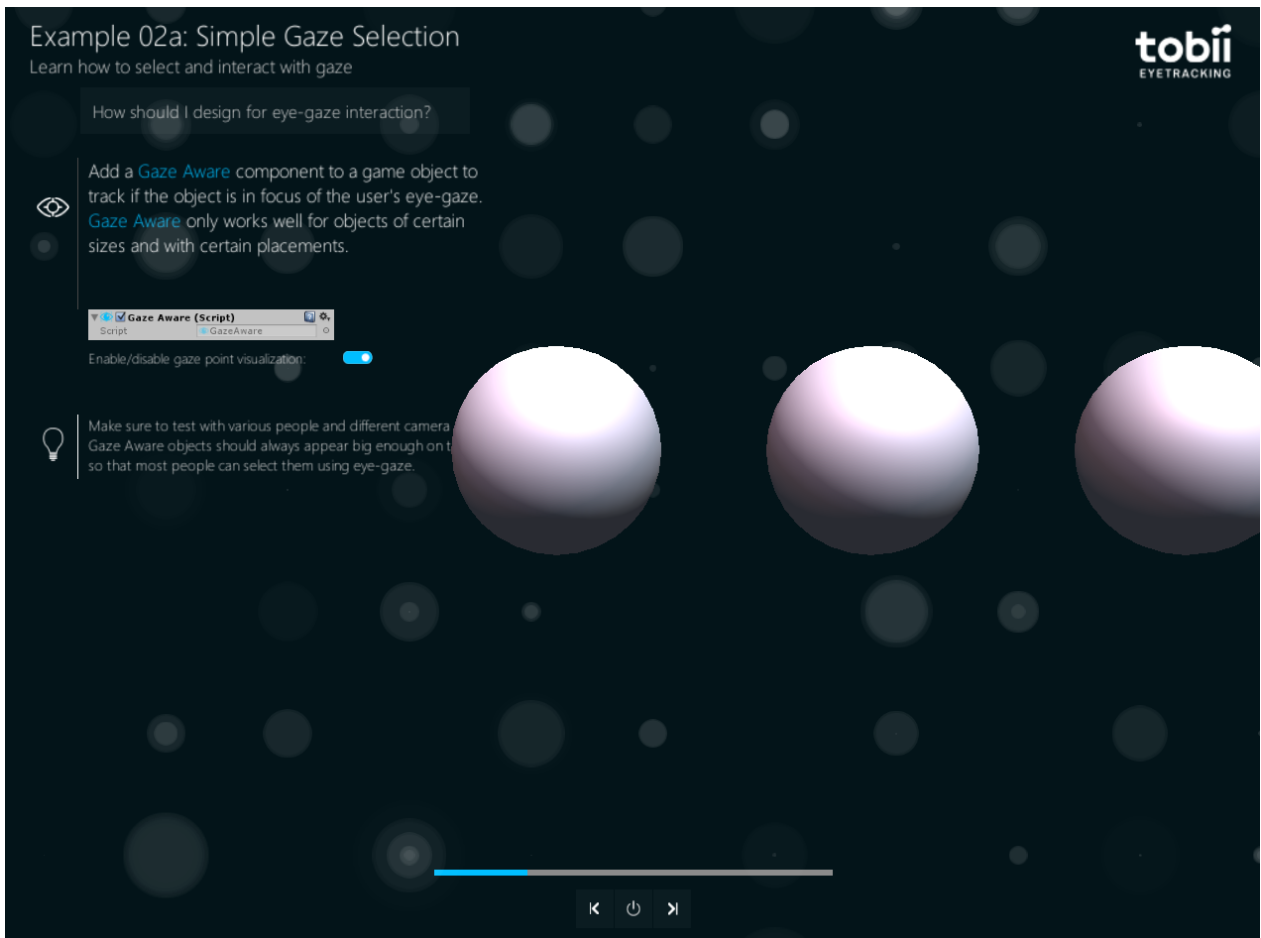 Example 02a: Simple Gaze Selection
Learn how to select and interact with gaze
tobii
EYETRACKING
How should I design for eye-gaze interaction?
Add a Gaze Aware component to a game object to
track if the object is in focus of the user's eye-gaze.
Gaze Aware only works well for objects of certain
sizes and with certain placements.
Gaze Aware (Script)
Script GazeAware
Enable/disable gaze point visualization:
Make sure to test with various people and different camera
Gaze Aware objects should always appear big enough on
so that most people can select them using eye-gaze.